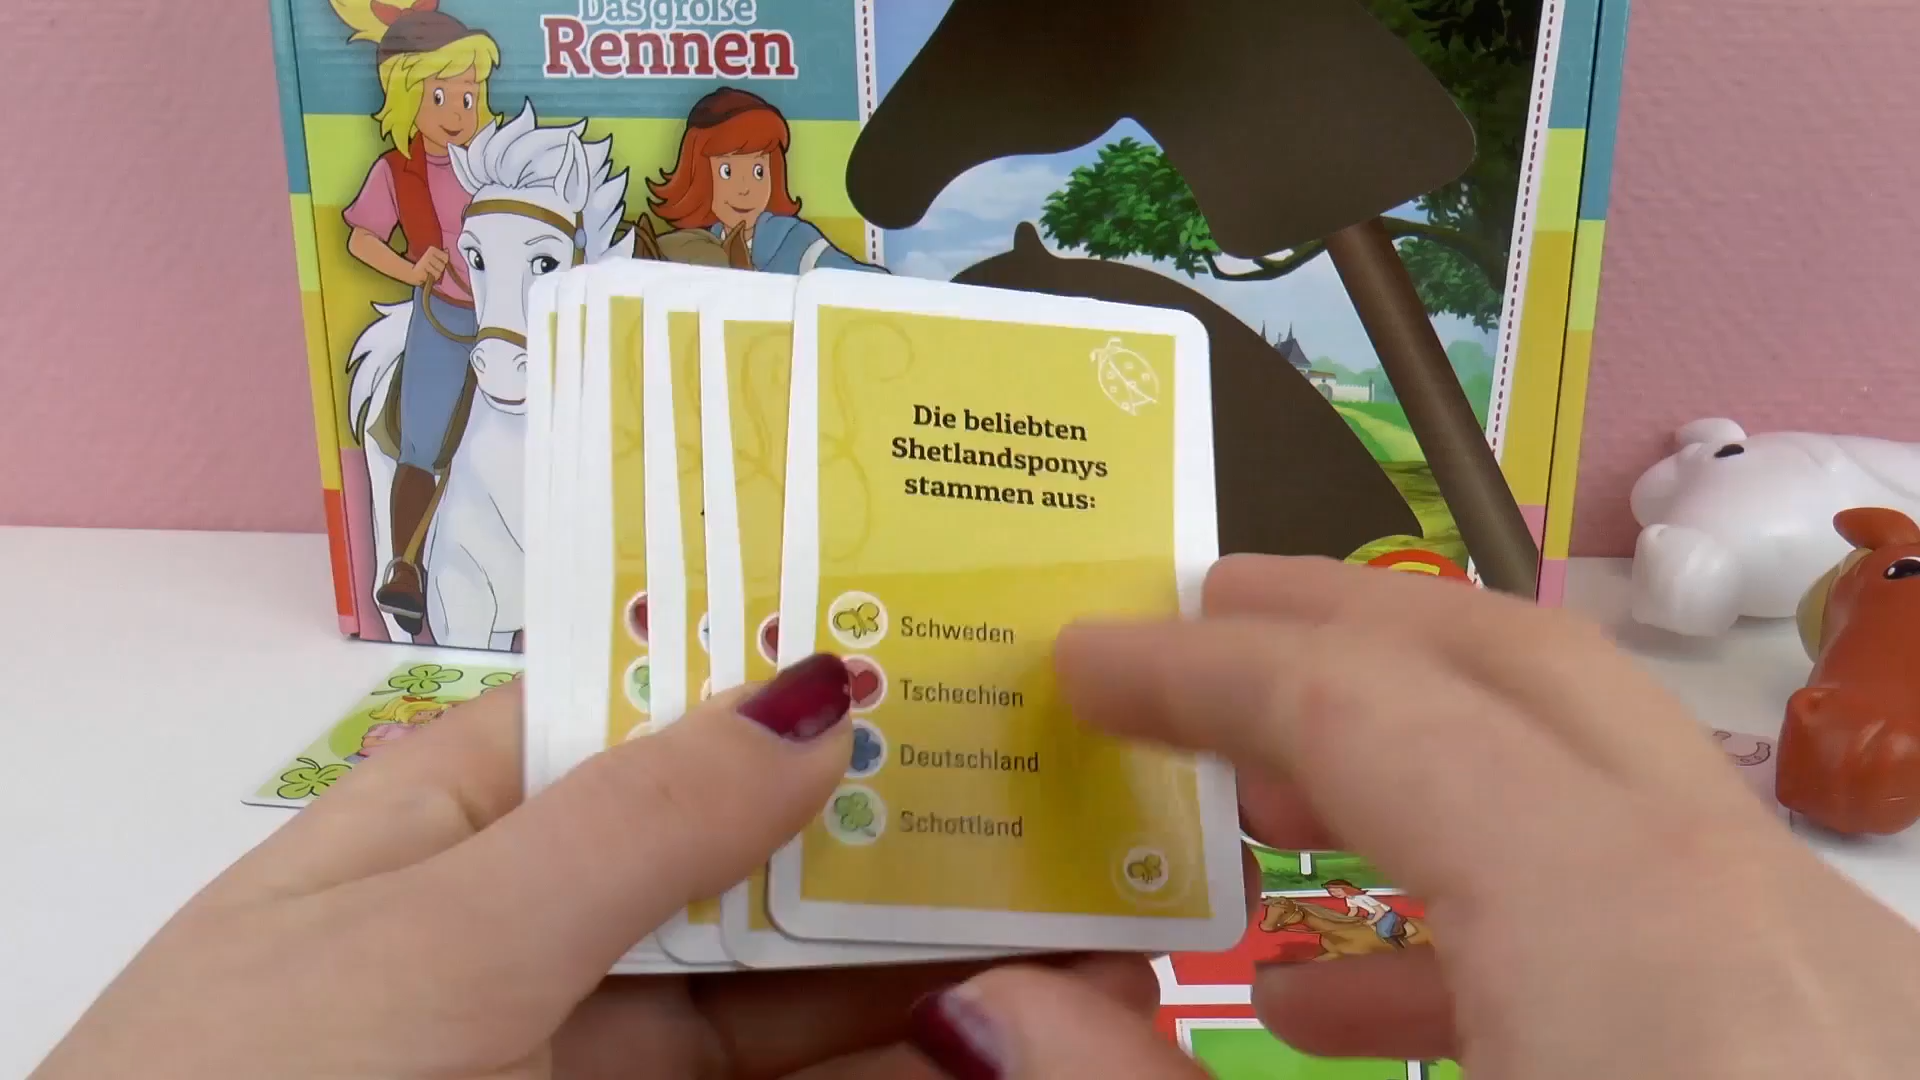 Das große
Rennen
Die beliebten
Shetlandsponys
stammen aus:
Schweden
Tschechien
Deutschland
Schottland